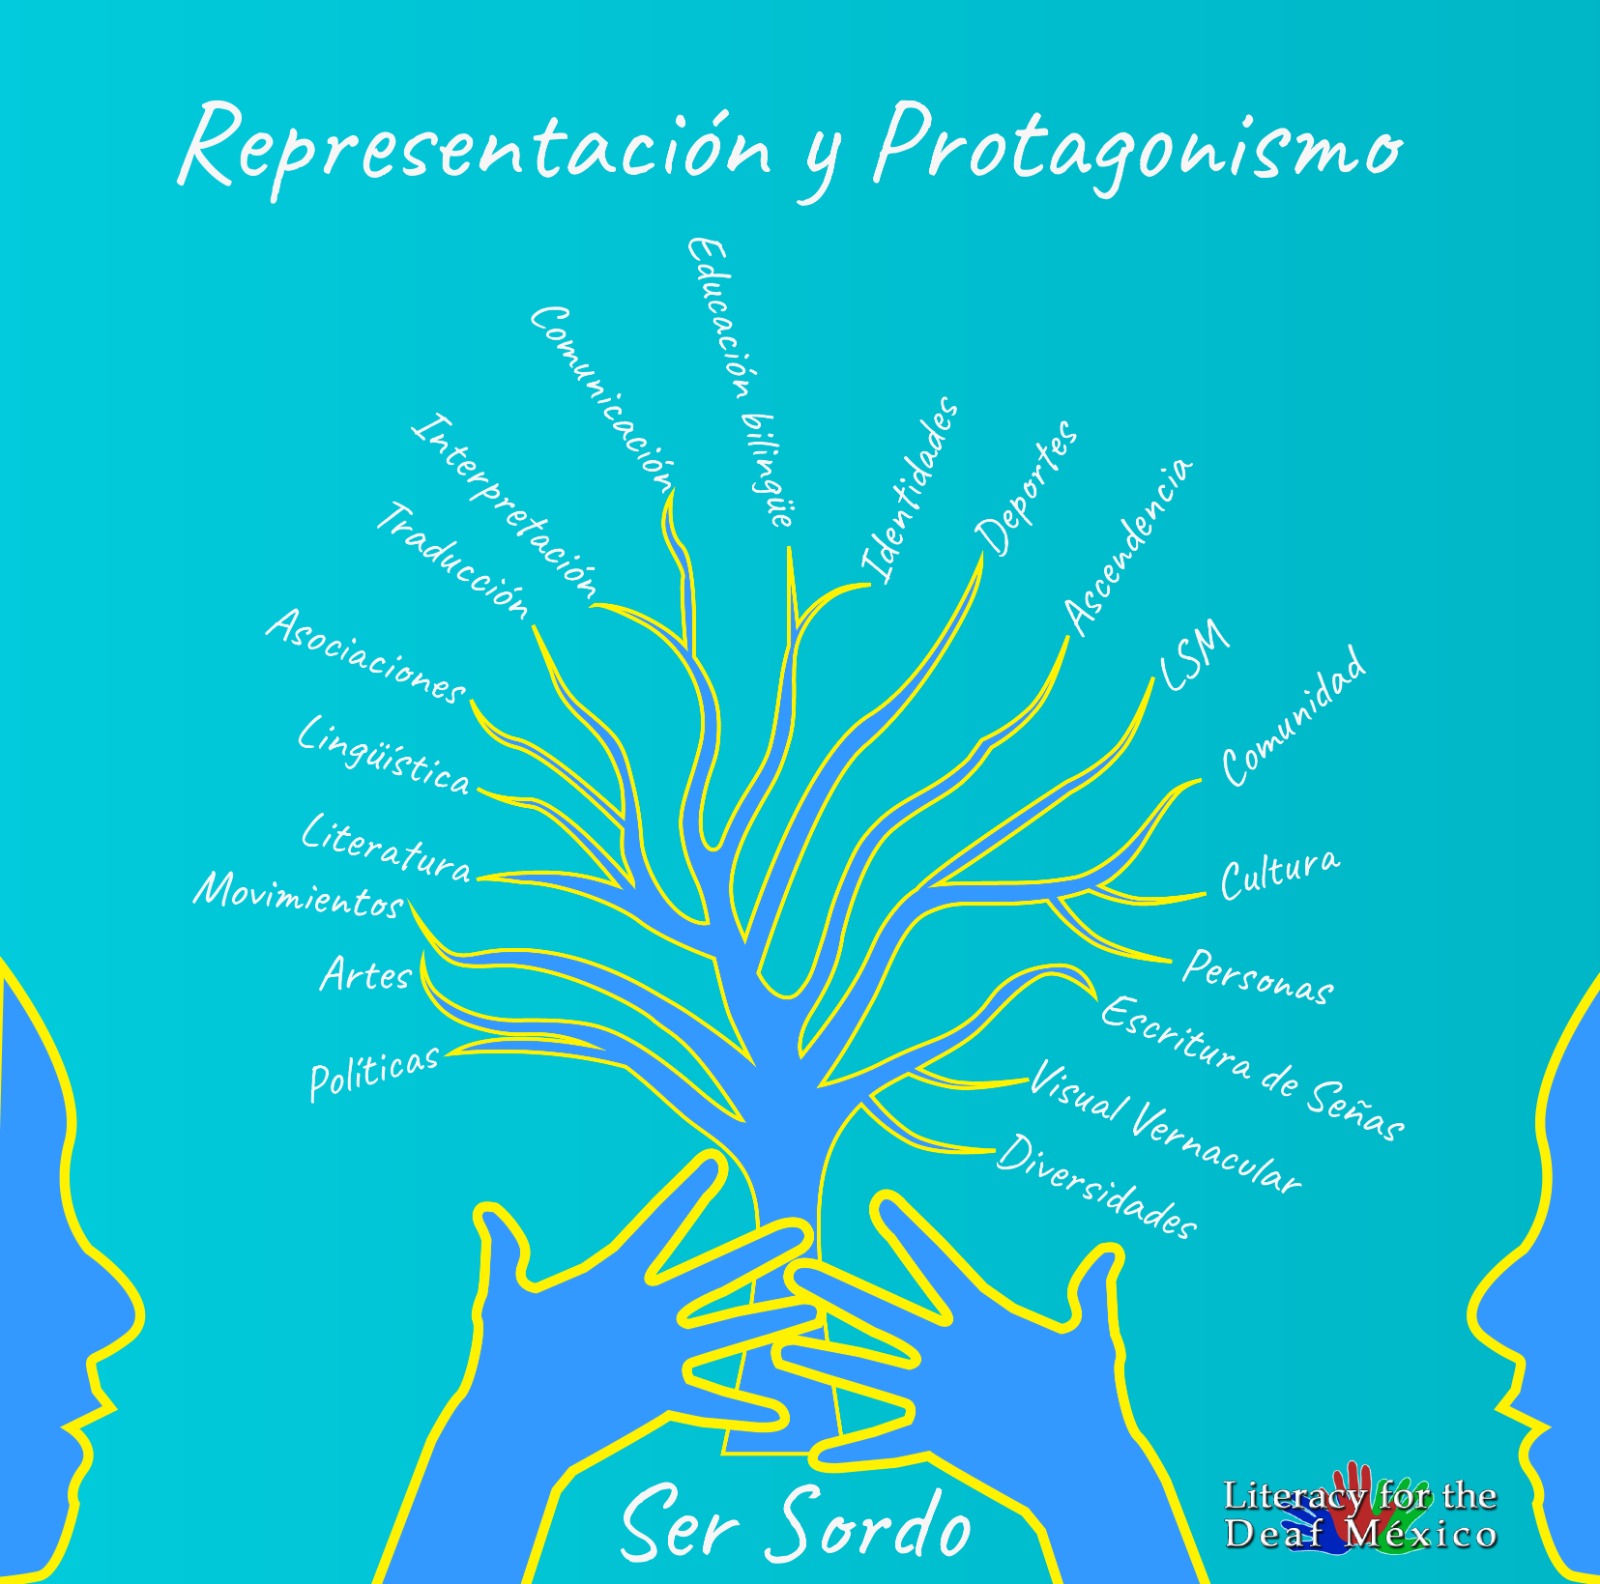 Representación y Protagonismo
Educación bilingüe
Comunicación
Identidades
Interpretación
Deportes
Traducción
Ascendencia
Asociaciones
LSM
Lingüística
Comunidad
Literatura
Cultura
Movimientos
Personas
Artes
Escritura de Señas
Políticas
Visual Vernacular
Diversidades
Ser Sordo
Literacy for the
Deaf México